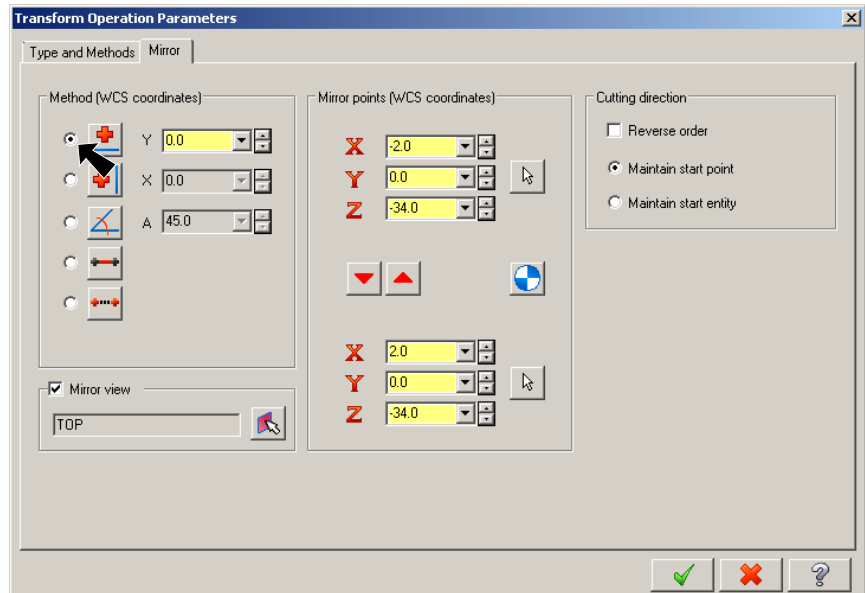 Transform Operation Parameters
Type and Methods
Mirror
Method (WCS coordinates)
Y 0.0
X 0.0
A 45.0
Mirror view
TOP
Mirror points (WCS coordinates)
X -2.0
Y 0.0
Z -34.0
X 2.0
Y 0.0
Z -34.0
Cutting direction
Reverse order
Maintain start point
Maintain start entity